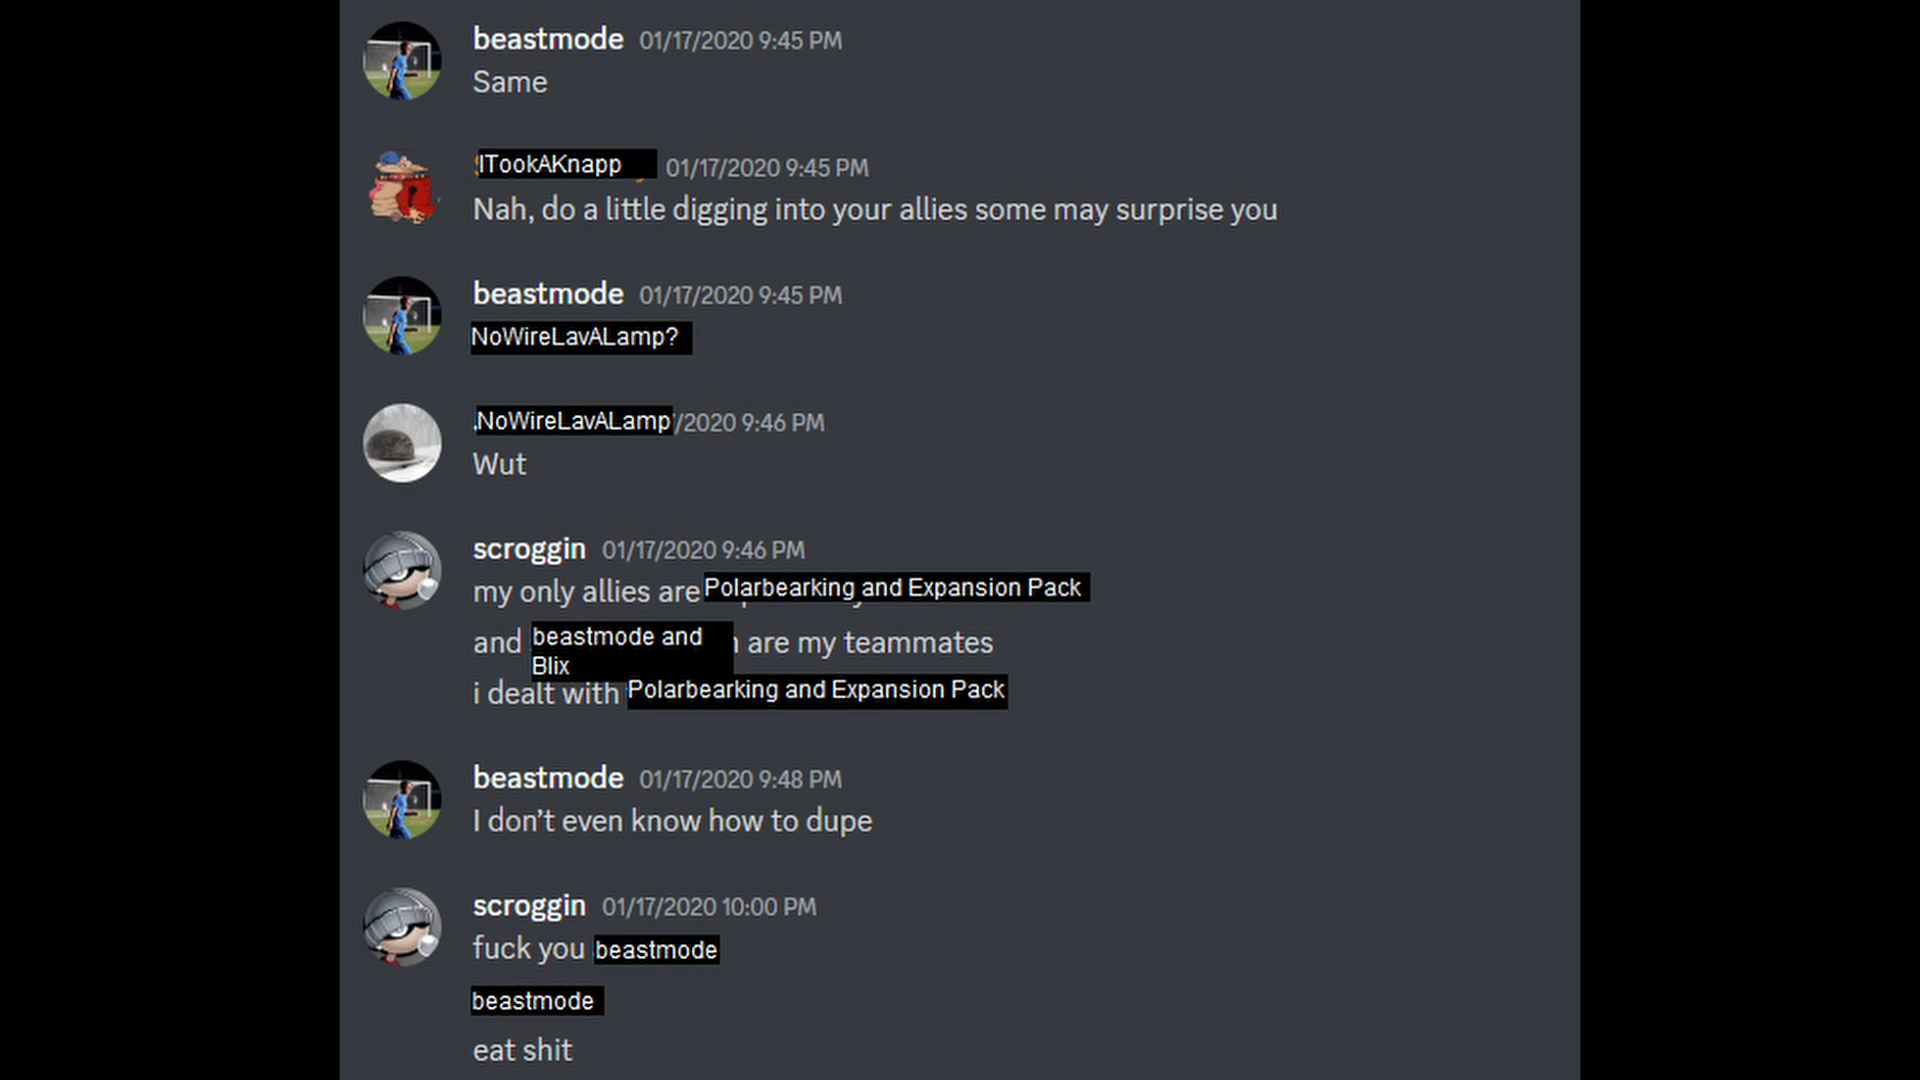 beastmode 01/17/2020 9:45 PM
Same
ITookAKnapp 01/17/2020 9:45 PM
Nah, do a little digging into your allies some may surprise you
beastmode 01/17/2020 9:45 PM
NoWireLavALamp?
NoWireLavALamp /2020 9:46 PM
Wut
scroggin 01/17/2020 9:46 PM
my only allies are Polarbearking and Expansion Pack
and beastmode and are my teammates
Blix
i dealt with Polarbearking and Expansion Pack
beastmode 01/17/2020 9:48 PM
I don’t even know how to dupe
scroggin 01/17/2020 10:00 PM
fuck you beastmode
beastmode
eat shit